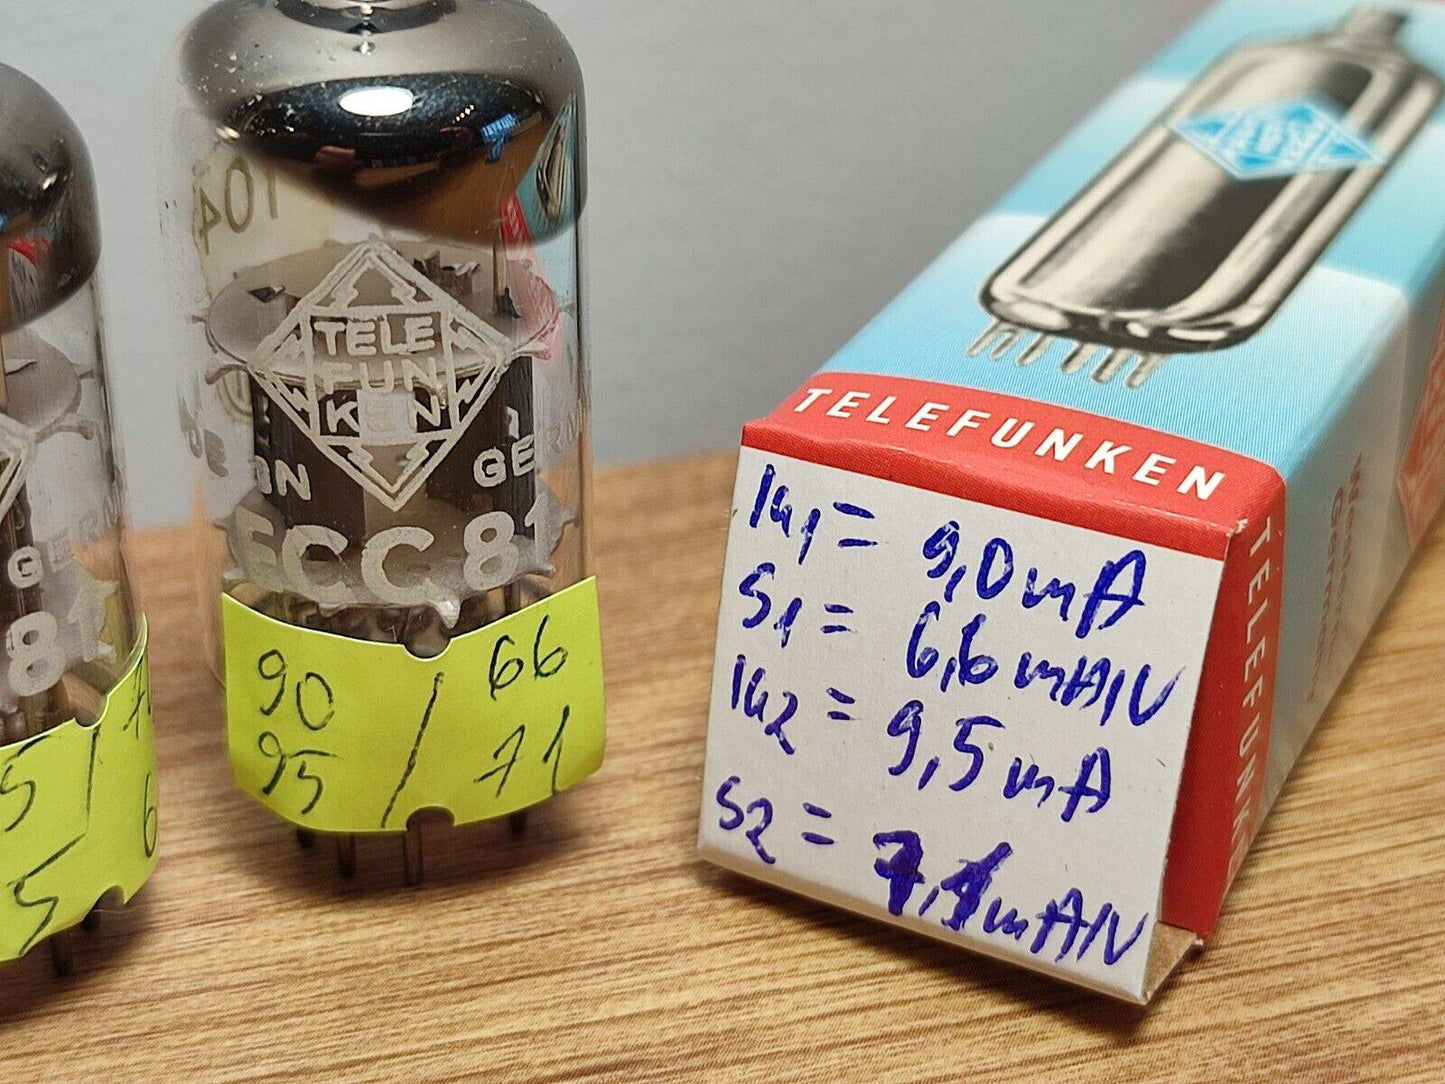 TELE
FUN
KEN
ECC 81
90 / 66
95 / 71
81
TELEFUNKEN
Ia1 = 9,0 mA
S1 = 6,6 mA/V
Ia2 = 9,5 mA
S2 = 7,1 mA/V
TELEFUNKEN